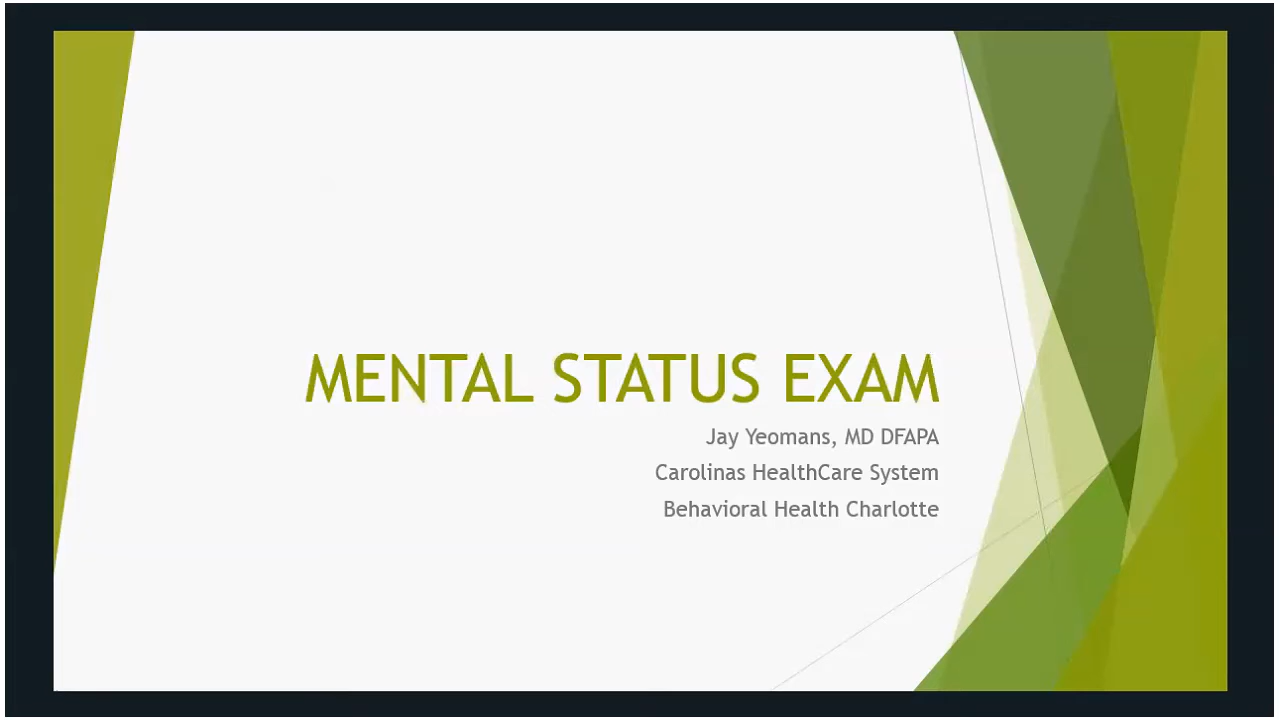 MENTAL STATUS EXAM
Jay Yeomans, MD DFAPA
Carolinas HealthCare System
Behavioral Health Charlotte